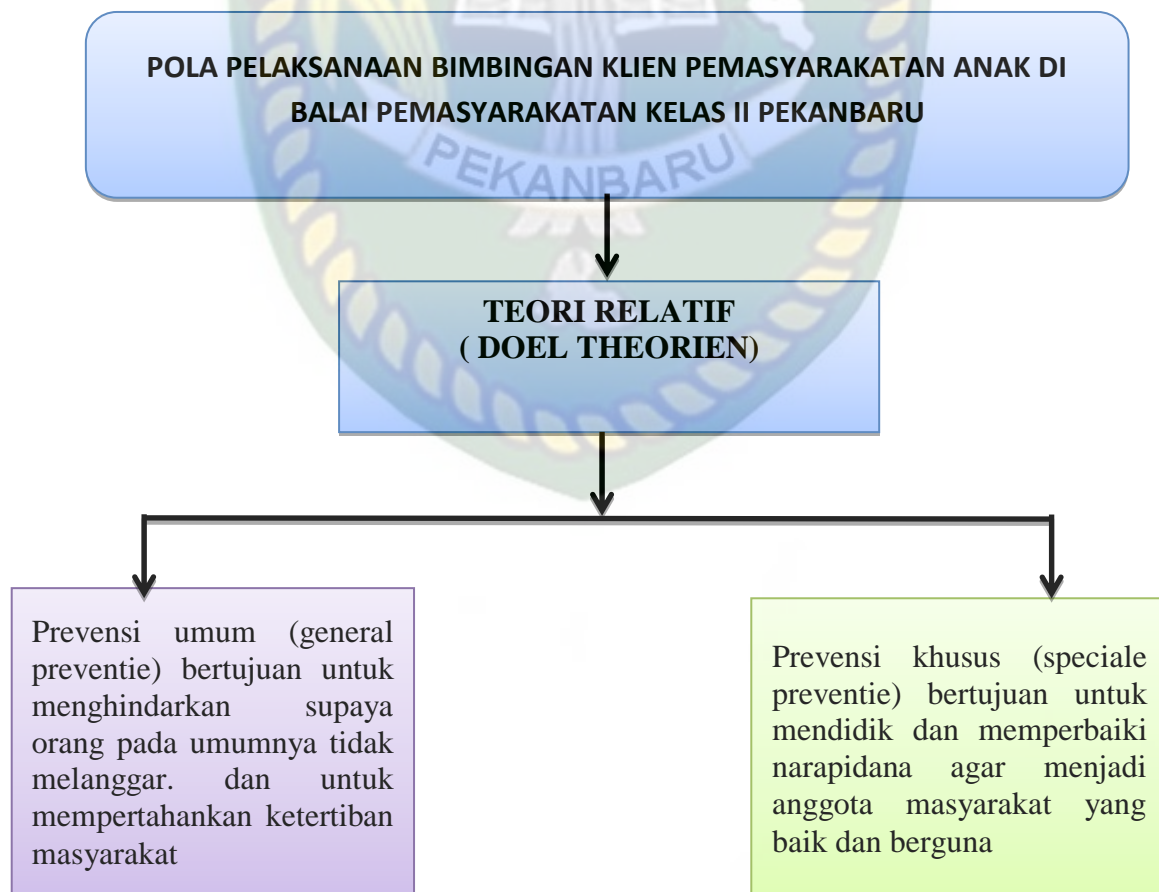 POLA PELAKSANAAN BIMBINGAN KLIEN PEMASYARAKATAN ANAK DI
BALAI PEMASYARAKATAN KELAS II PEKANBARU
PEKANBARU
TEORI RELATIF
( DOEL THEORIEN)
Prevensi umum (general
preventie) bertujuan untuk
menghindarkan supaya
orang pada umumnya tidak
melanggar. dan untuk
mempertahankan ketertiban
masyarakat
Prevensi khusus (speciale
preventie) bertujuan untuk
mendidik dan memperbaiki
narapidana agar menjadi
anggota masyarakat yang
baik dan berguna